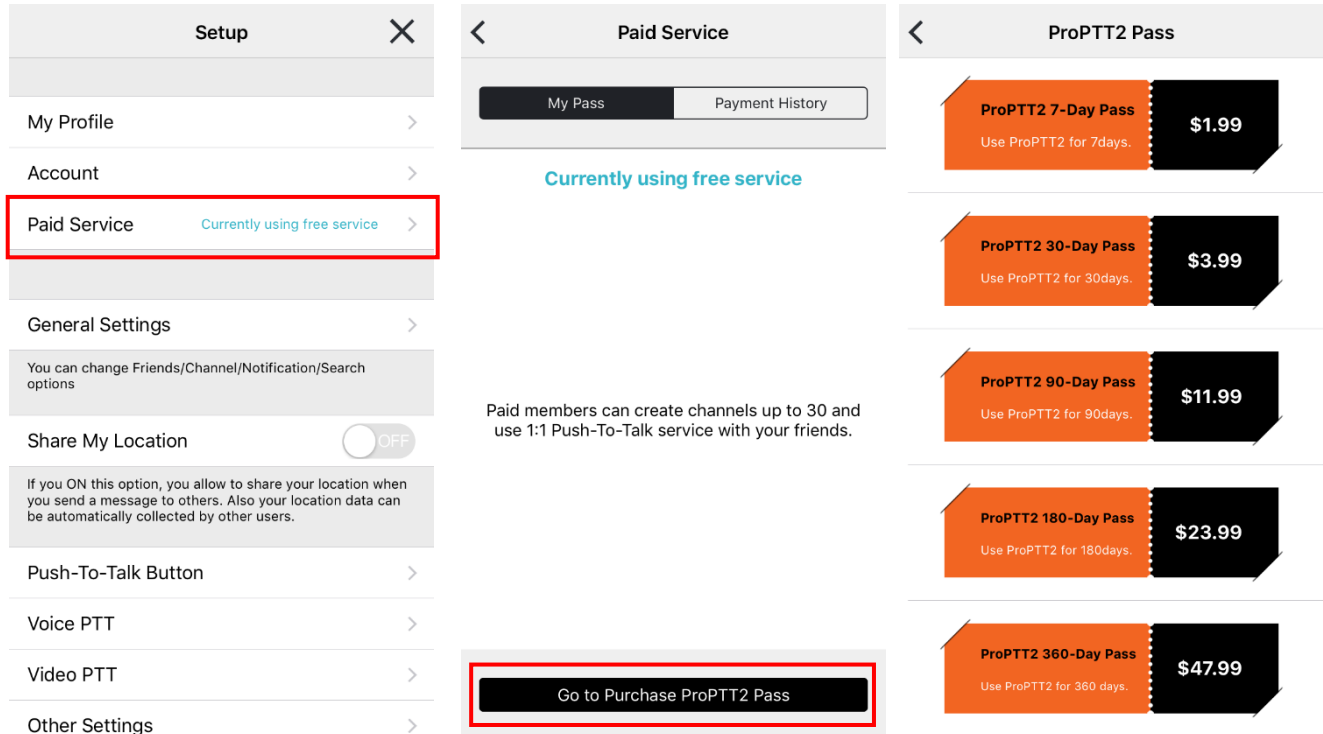 Setup
My Profile
Account
Paid Service Currently using free service
General Settings
You can change Friends/Channel/Notification/Search
options
Share My Location OFF
If you ON this option, you allow to share your location when
you send a message to others. Also your location data can
be automatically collected by other users.
Push-To-Talk Button
Voice PTT
Video PTT
Other Settings
Paid Service
My Pass Payment History
Currently using free service
Paid members can create channels up to 30 and
use 1:1 Push-To-Talk service with your friends.
Go to Purchase ProPTT2 Pass
ProPTT2 Pass
ProPTT2 7-Day Pass
Use ProPTT2 for 7days.
$1.99
ProPTT2 30-Day Pass
Use ProPTT2 for 30days.
$3.99
ProPTT2 90-Day Pass
Use ProPTT2 for 90days.
$11.99
ProPTT2 180-Day Pass
Use ProPTT2 for 180days.
$23.99
ProPTT2 360-Day Pass
Use ProPTT2 for 360 days.
$47.99